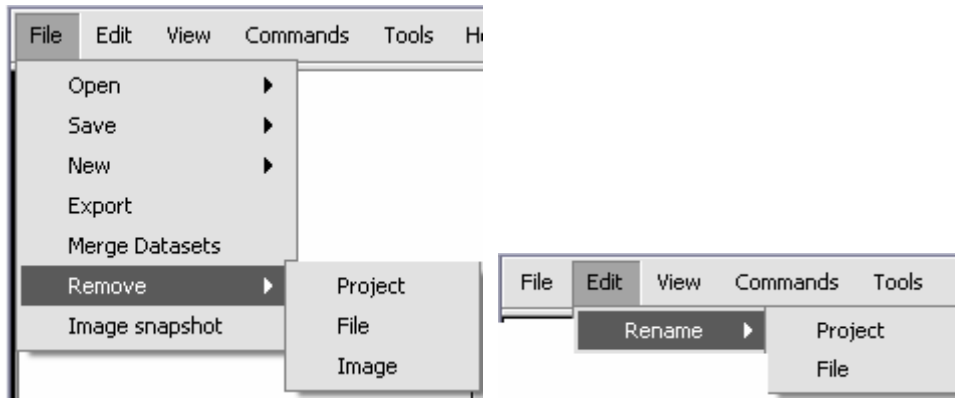 File Edit View Commands Tools
Open
Save
New
Export
Merge Datasets
Remove
Image snapshot
Project
File
Image
File Edit View Commands Tools
Rename
Project
File